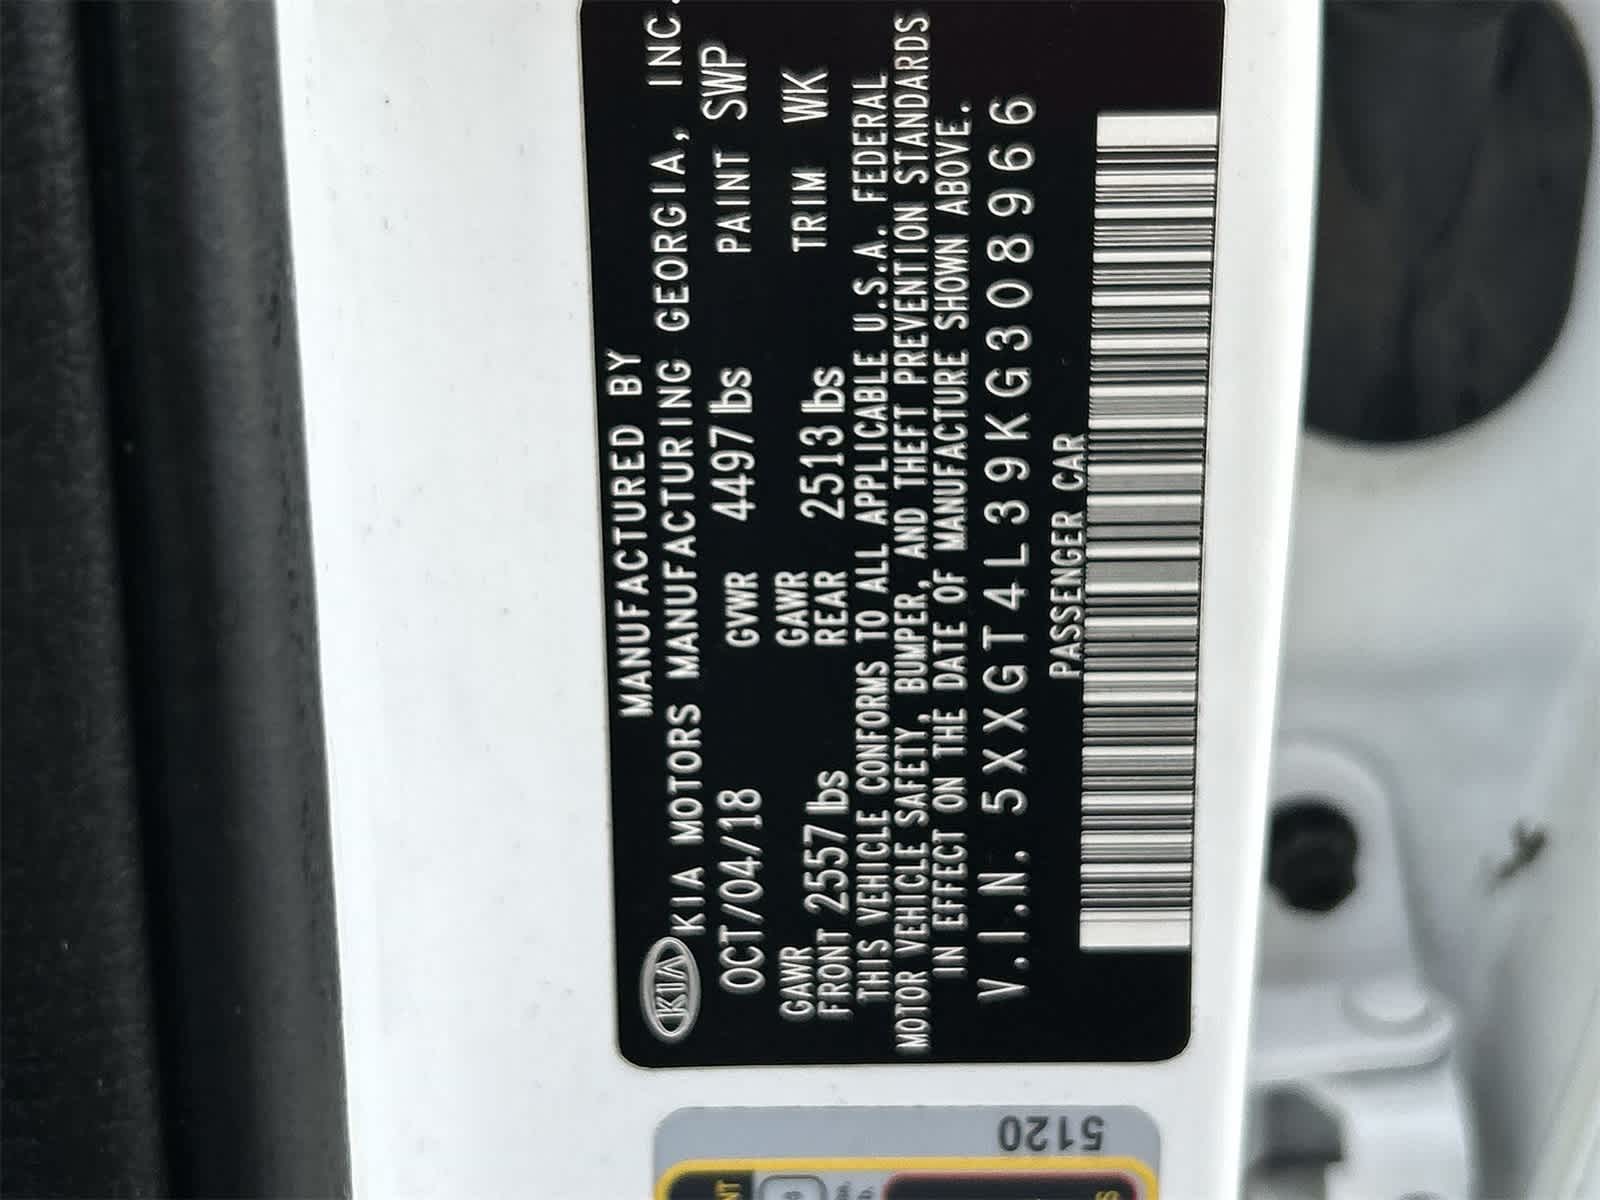 MANUFACTURED BY
KIA KIA MOTORS MANUFACTURING GEORGIA, INC.
OCT/04/18 GVWR 4497 lbs PAINT SWP
GAWR FRONT 2557 lbs GAWR REAR 2513 lbs TRIM WK
THIS VEHICLE CONFORMS TO ALL APPLICABLE U.S.A. FEDERAL
MOTOR VEHICLE SAFETY, BUMPER, AND THEFT PREVENTION STANDARDS
IN EFFECT ON THE DATE OF MANUFACTURE SHOWN ABOVE.
V.I.N. 5XXGT4L39KG308966
PASSENGER CAR
5120